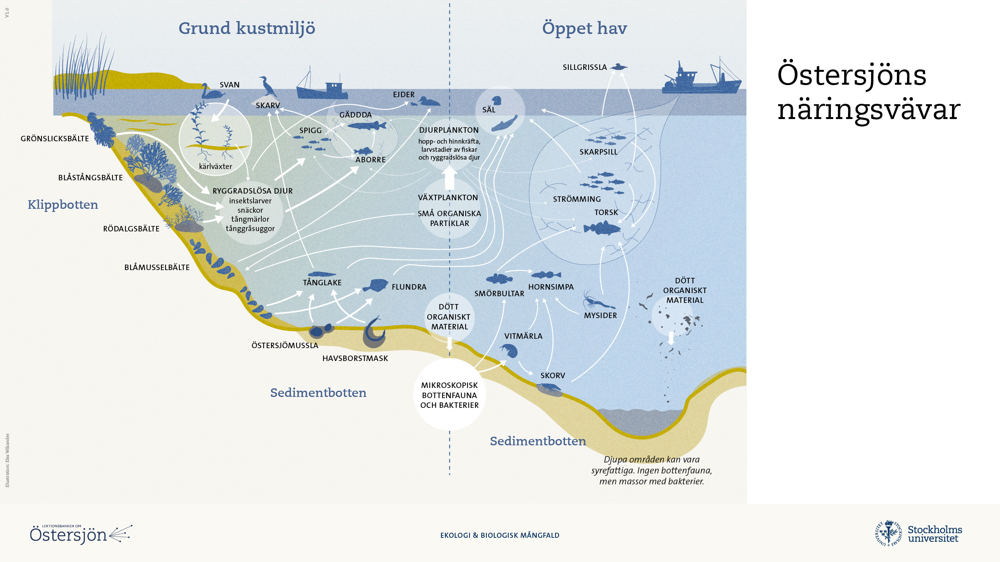 V1.0
Grund kustmiljö
Öppet hav
Östersjöns
näringsvävar
SILLGRISSLA
SVAN
EJDER
SKARV
SÄL
GÄDDDA
SPIGG
DJURPLANKTON
hopp- och hinnkräfta,
larvstadier av fiskar
och ryggradslösa djur
GRÖNSLICKSBÄLTE
SKARPSILL
ABORRE
kärlväxter
BLÅSTÅNGSBÄLTE
RYGGRADSLÖSA DJUR
insektslarver
snäckor
tångmärlor
tånggråsuggor
VÄXTPLANKTON
SMÅ ORGANISKA
PARTIKLAR
STRÖMMING
TORSK
Klippbotten
RÖDALGSBÄLTE
BLÅMUSSELBÄLTE
TÅNGLAKE
FLUNDRA
SMÖRBULTAR
HORNSIMPA
DÖTT
ORGANISKT
MATERIAL
DÖTT
ORGANISKT
MATERIAL
MYSIDER
VITMÄRLA
ÖSTERSJÖMUSSLA
HAVSBORSTMASK
SKORV
MIKROSKOPISK
BOTTENFAUNA
OCH BAKTERIER
Sedimentbotten
Sedimentbotten
Djupa områden kan vara
syrefattiga. Ingen bottenfauna,
men massor med bakterier.
Illustration: Elsa Wikander
LEKTIONSBANKEN OM
Östersjön
EKOLOGI & BIOLOGISK MÅNGFALD
STOCKHOLMS UNIVERSITET
Stockholms
universitet